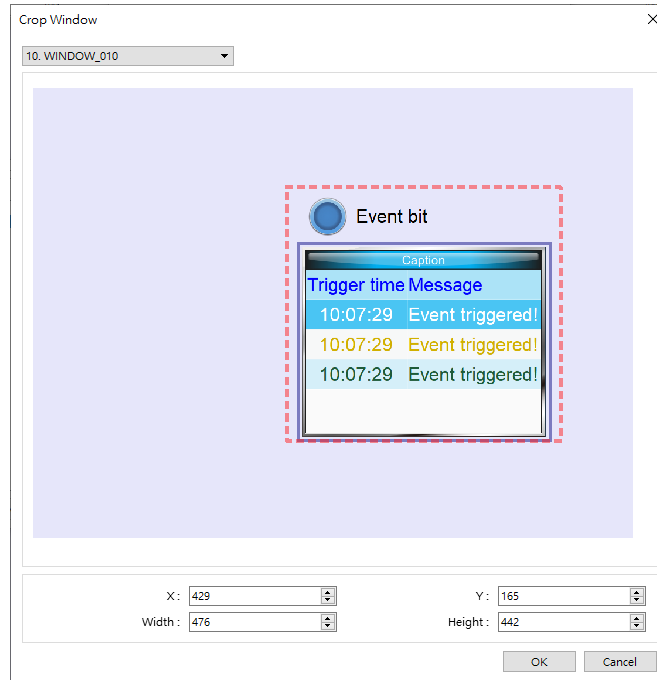 Crop Window
10. WINDOW_010
Event bit
Caption
Trigger time Message
10:07:29 Event triggered!
10:07:29 Event triggered!
10:07:29 Event triggered!
X : 429 Y : 165
Width : 476 Height : 442
OK Cancel